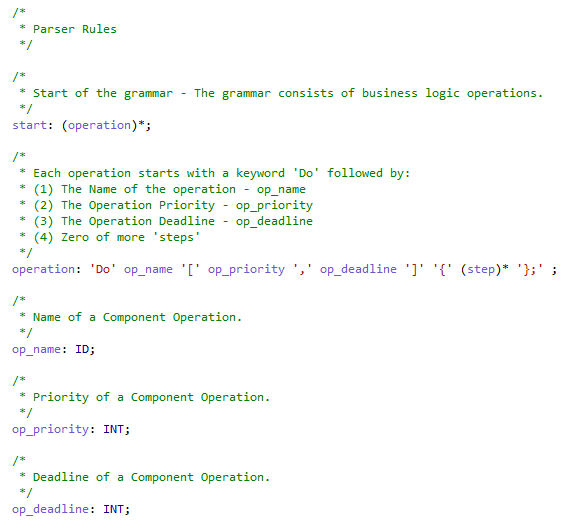 /*
 * Parser Rules
 */
/*
 * Start of the grammar - The grammar consists of business logic operations.
 */
start: (operation)*;
/*
 * Each operation starts with a keyword 'Do' followed by:
 * (1) The Name of the operation - op_name
 * (2) The Operation Priority - op_priority
 * (3) The Operation Deadline - op_deadline
 * (4) Zero of more 'steps'
 */
operation: 'Do' op_name '[' op_priority ',' op_deadline ']' '{' (step)* '};' ;
/*
 * Name of a Component Operation.
 */
op_name: ID;
/*
 * Priority of a Component Operation.
 */
op_priority: INT;
/*
 * Deadline of a Component Operation.
 */
op_deadline: INT;